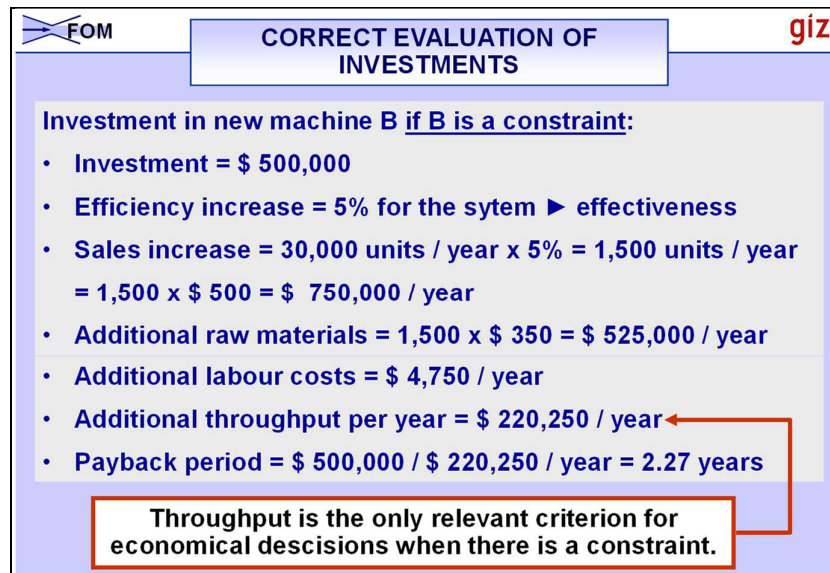 FOM
CORRECT EVALUATION OF
INVESTMENTS
giz
Investment in new machine B if B is a constraint:
• Investment = $ 500,000
• Efficiency increase = 5% for the sytem ► effectiveness
• Sales increase = 30,000 units / year x 5% = 1,500 units / year
= 1,500 x $ 500 = $ 750,000 / year
• Additional raw materials = 1,500 x $ 350 = $ 525,000 / year
• Additional labour costs = $ 4,750 / year
• Additional throughput per year = $ 220,250 / year
• Payback period = $ 500,000 / $ 220,250 / year = 2.27 years
Throughput is the only relevant criterion for
economical descisions when there is a constraint.